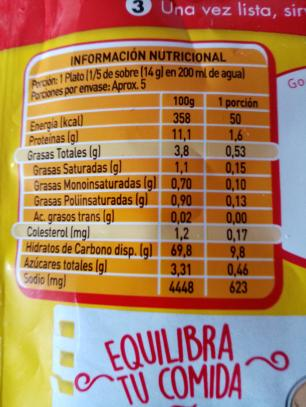 3 Una vez lista, sir
INFORMACIÓN NUTRICIONAL
Porción: 1 Plato (1/5 de sobre (14 g) en 200 ml de agua)
Porciones por envase: Aprox. 5
100g 1 porción
Energía (kcal) 358 50
Proteínas (g) 11,1 1,6
Grasas Totales (g) 3,8 0,53
Grasas Saturadas (g) 1,1 0,15
Grasas Monoinsaturadas (g) 0,70 0,10
Grasas Poliinsaturadas (g) 0,90 0,13
Ac. grasos trans (g) 0,02 0,00
Colesterol (mg) 1,2 0,17
Hidratos de Carbono disp. (g) 69,8 9,8
Azúcares totales (g) 3,31 0,46
Sodio (mg) 4448 623
Go
EQUILIBRA
TU COMIDA